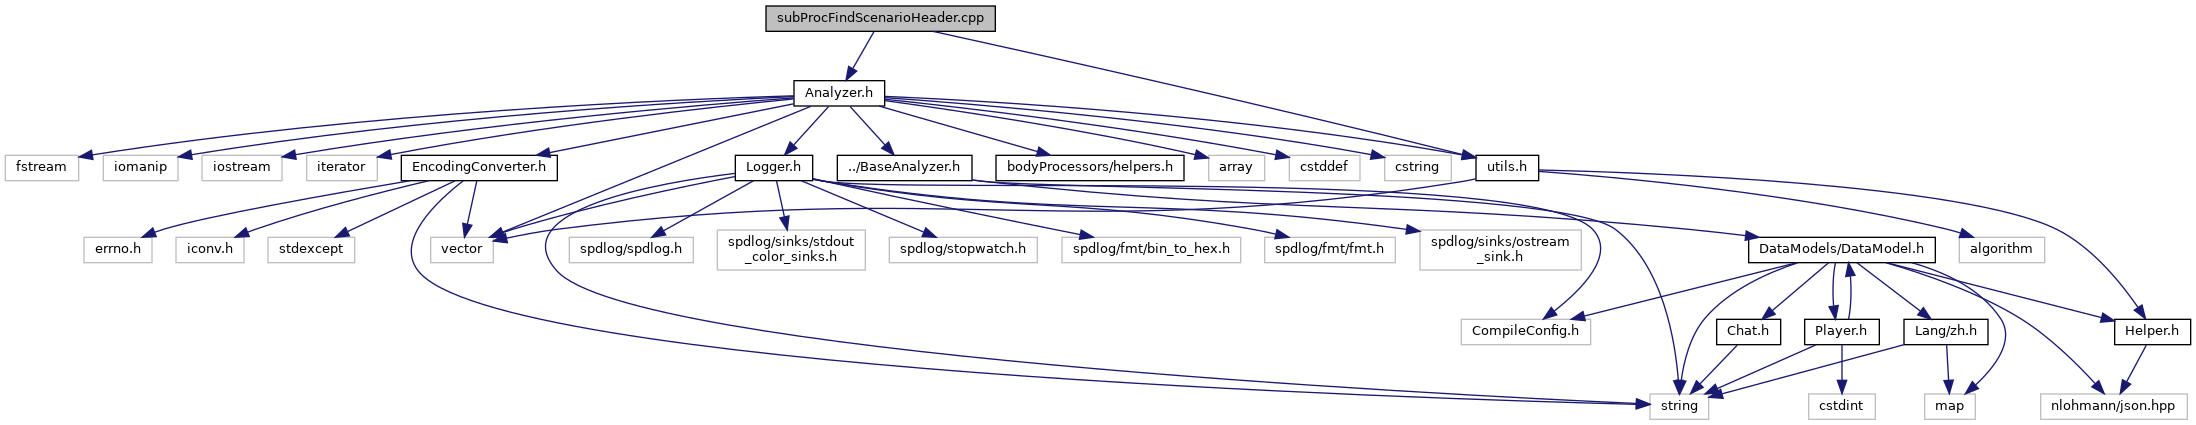 subProcFindScenarioHeader.cpp
Analyzer.h
fstream
iomanip
iostream
iterator
EncodingConverter.h
Logger.h
../BaseAnalyzer.h
bodyProcessors/helpers.h
array
cstddef
cstring
utils.h
errno.h
iconv.h
stdexcept
vector
spdlog/spdlog.h
spdlog/sinks/stdout
_color_sinks.h
spdlog/stopwatch.h
spdlog/fmt/bin_to_hex.h
spdlog/fmt/fmt.h
spdlog/sinks/ostream
_sink.h
DataModels/DataModel.h
algorithm
CompileConfig.h
Chat.h
Player.h
Lang/zh.h
Helper.h
string
cstdint
map
nlohmann/json.hpp